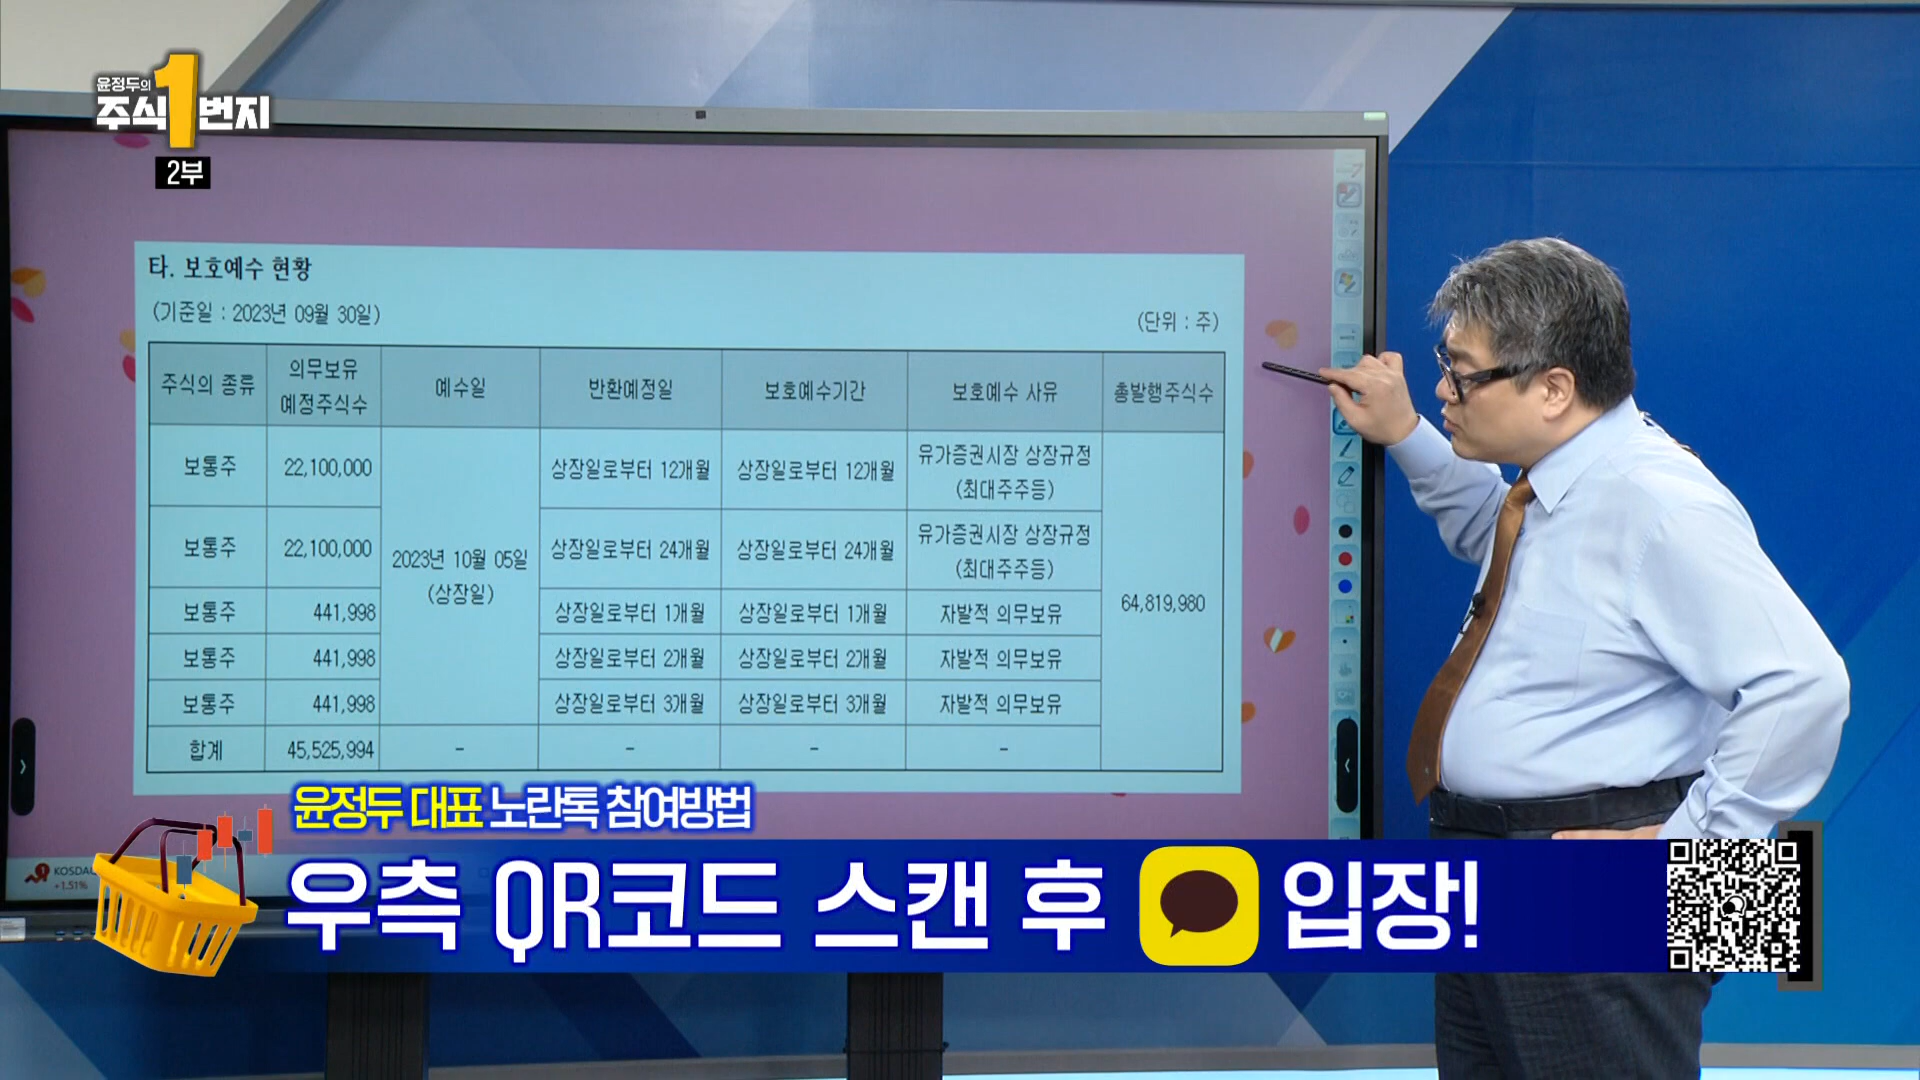 윤정두의
주식1번지
2부
타. 보호예수 현황
(기준일 : 2023년 09월 30일)
(단위 : 주)
주식의 종류 의무보유 예정주식수 예수일 반환예정일 보호예수기간 보호예수 사유 총발행주식수
보통주 22,100,000 2023년 10월 05일 (상장일) 상장일로부터 12개월 상장일로부터 12개월 유가증권시장 상장규정 (최대주주등) 64,819,980
보통주 22,100,000 상장일로부터 24개월 상장일로부터 24개월 유가증권시장 상장규정 (최대주주등)
보통주 441,998 상장일로부터 1개월 상장일로부터 1개월 자발적 의무보유
보통주 441,998 상장일로부터 2개월 상장일로부터 2개월 자발적 의무보유
보통주 441,998 상장일로부터 3개월 상장일로부터 3개월 자발적 의무보유
합계 45,525,994 - - - -
윤정두 대표 노란톡 참여방법
우측 QR코드 스캔 후 입장!
+1.51%